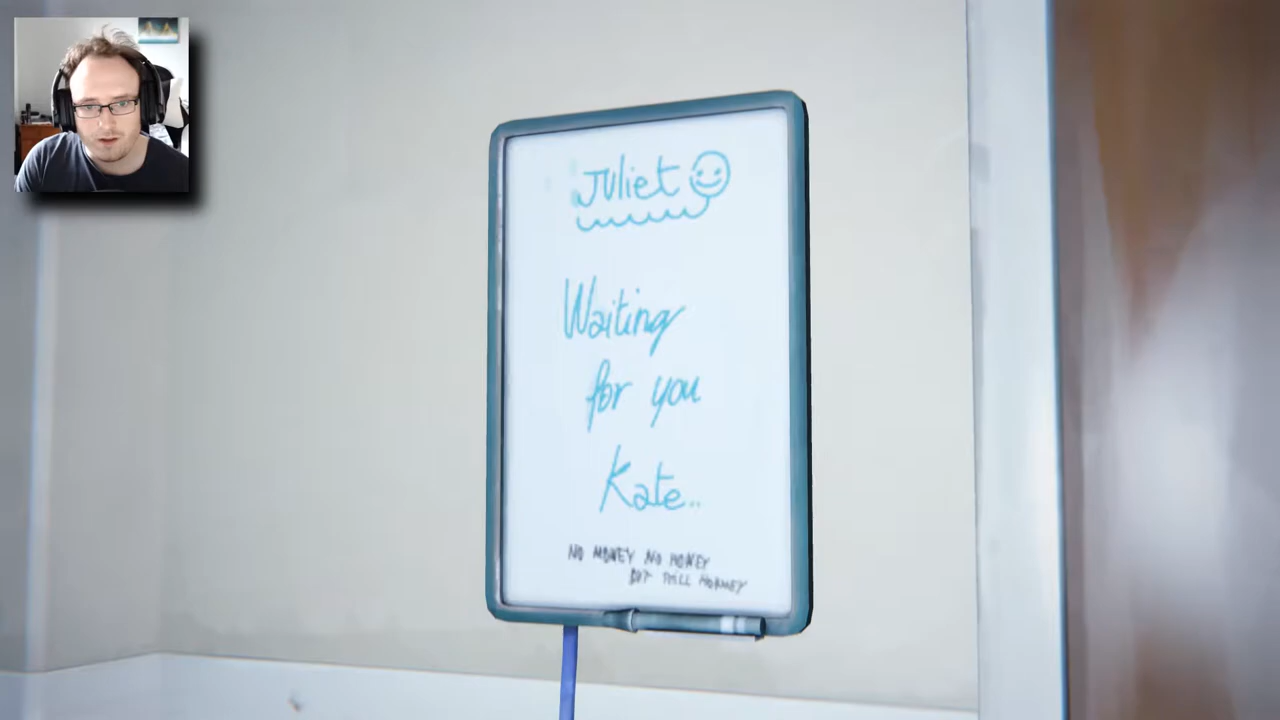 Juliet
Waiting
for you
Kate..
NO MONEY NO HONEY
BUT STILL HORNEY